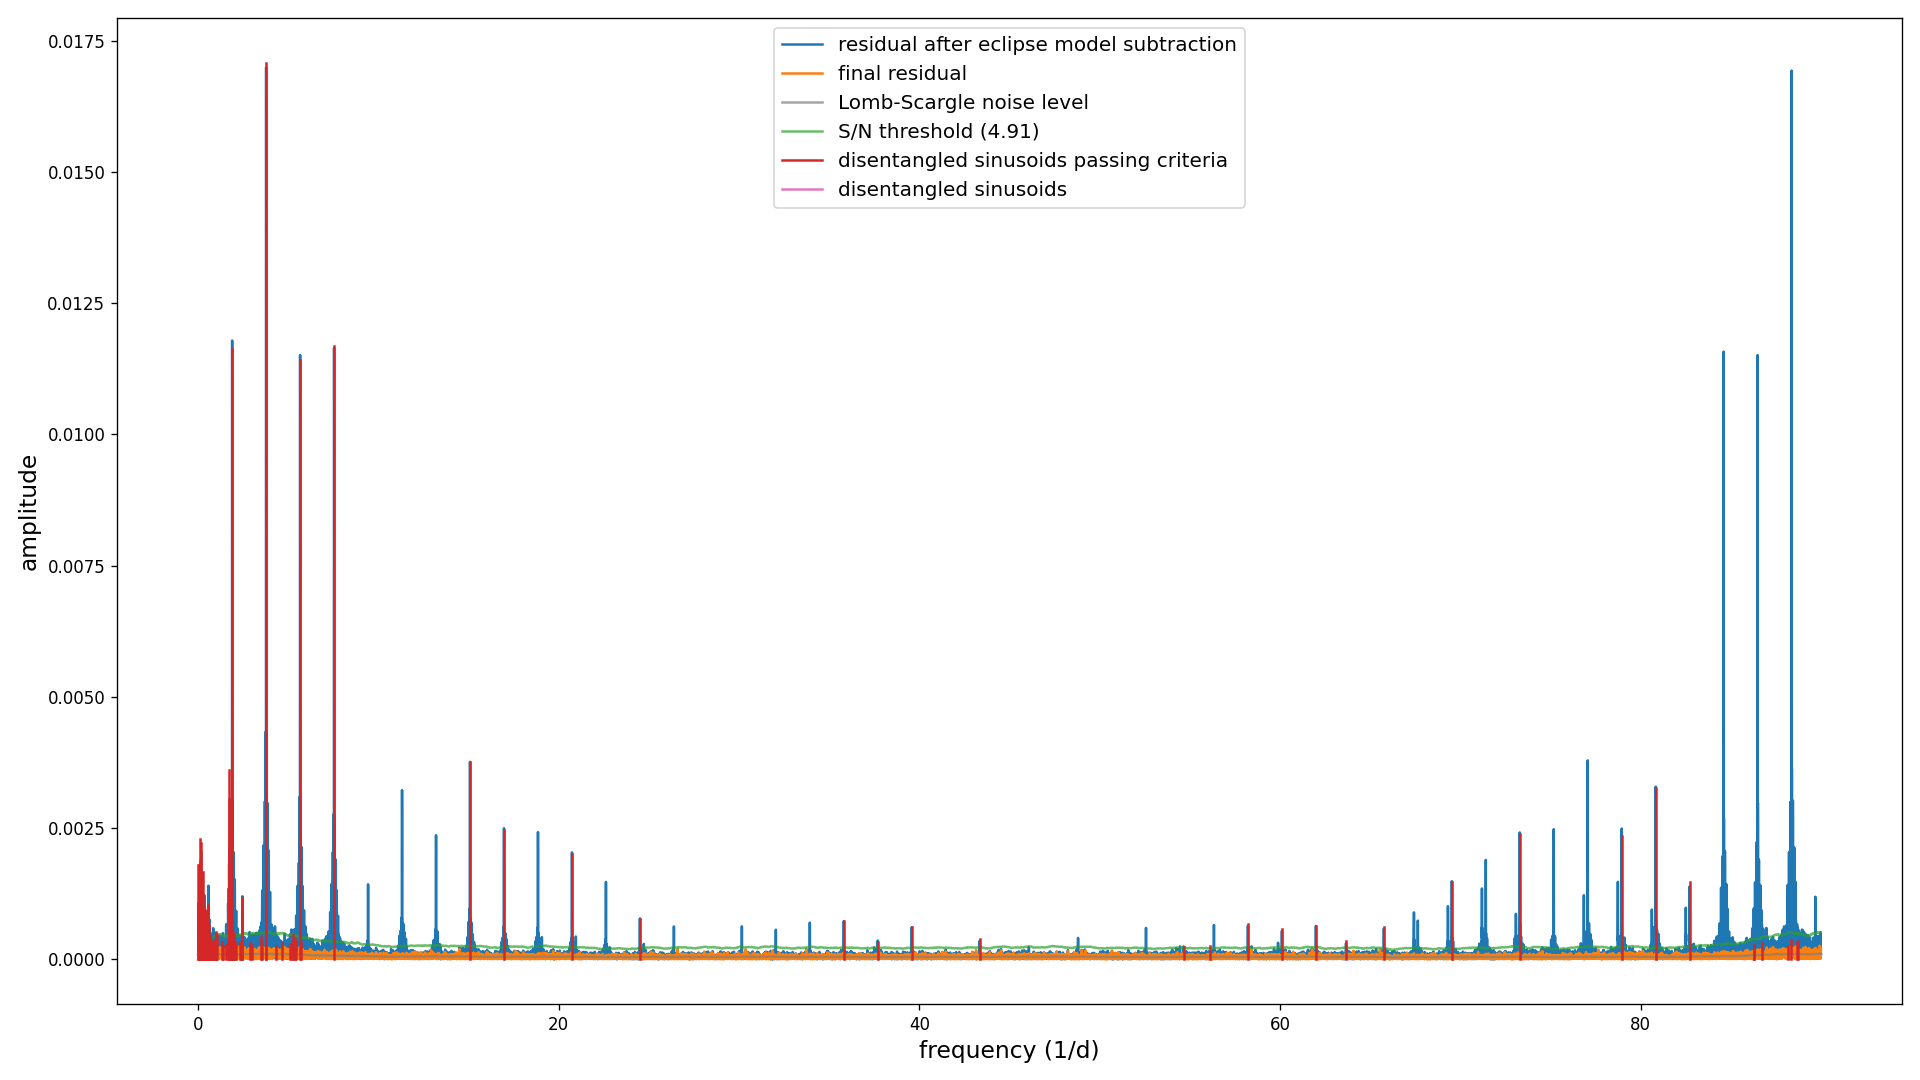 0.0175
0.0150
0.0125
0.0100
0.0075
0.0050
0.0025
0.0000
amplitude
residual after eclipse model subtraction
final residual
Lomb-Scargle noise level
S/N threshold (4.91)
disentangled sinusoids passing criteria
disentangled sinusoids
0 20 40 60 80
frequency (1/d)